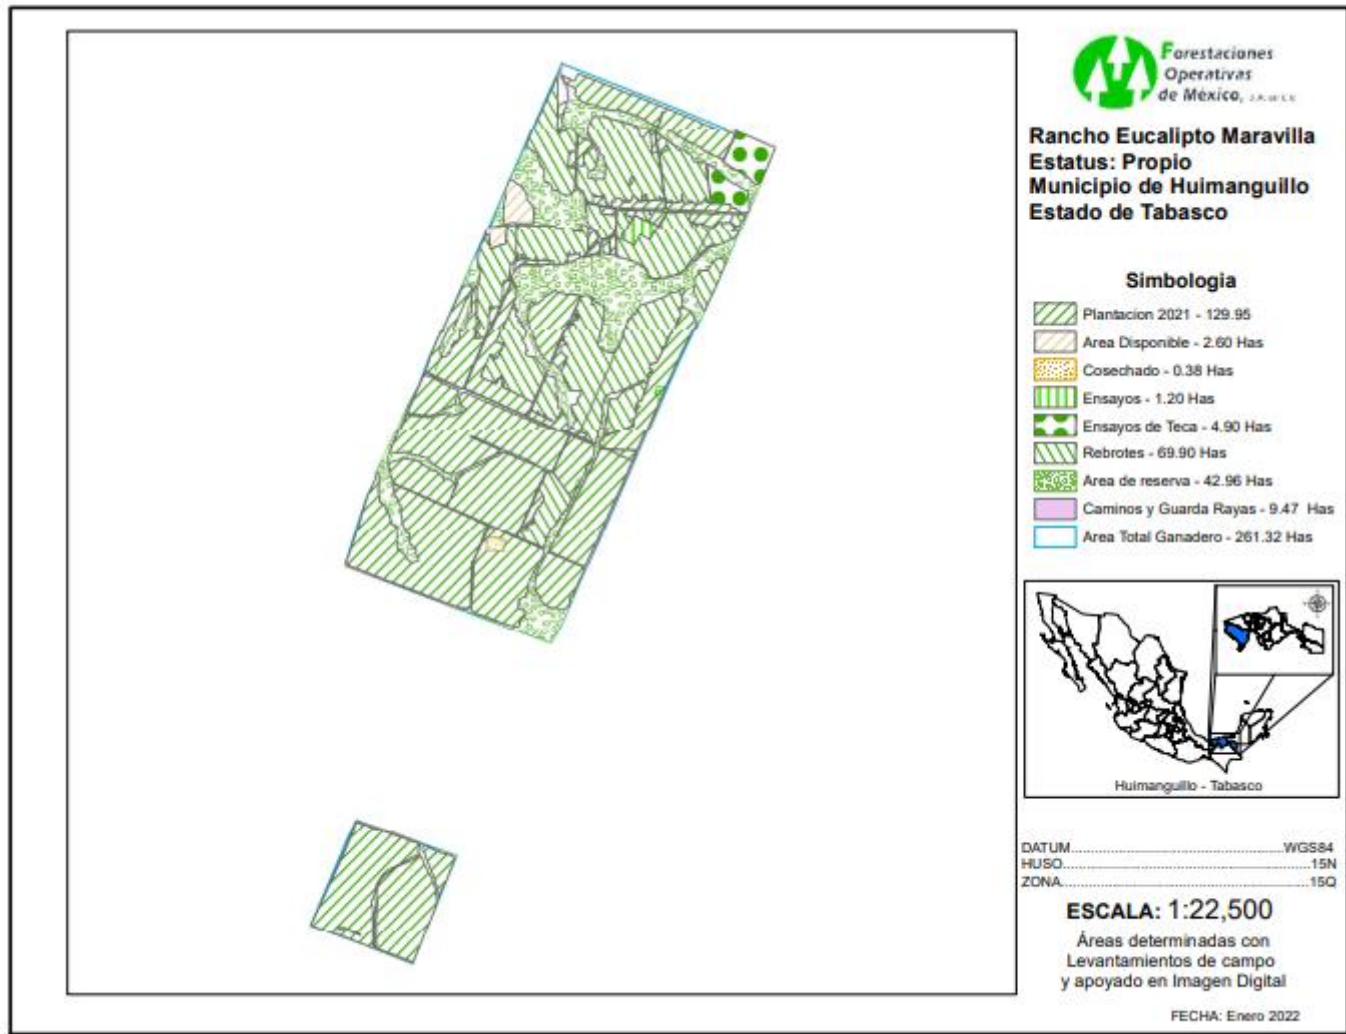 Forestaciones
Operativas
de México,
Rancho Eucalipto Maravilla
Estatus: Propio
Municipio de Huimanguillo
Estado de Tabasco
Simbologia
Plantacion 2021 - 129.95
Area Disponible - 2.60 Has
Cosechado - 0.38 Has
Ensayos - 1.20 Has
Ensayos de Teca - 4.90 Has
Rebrotes - 69.90 Has
Area de reserva - 42.96 Has
Caminos y Guarda Rayas - 9.47 Has
Area Total Ganadero - 261.32 Has
Huimanguillo - Tabasco
DATUM..........................................WGS84
HUSO................................................15N
ZONA................................................15Q
ESCALA: 1:22,500
Áreas determinadas con
Levantamientos de campo
y apoyado en Imagen Digital
FECHA: Enero 2022